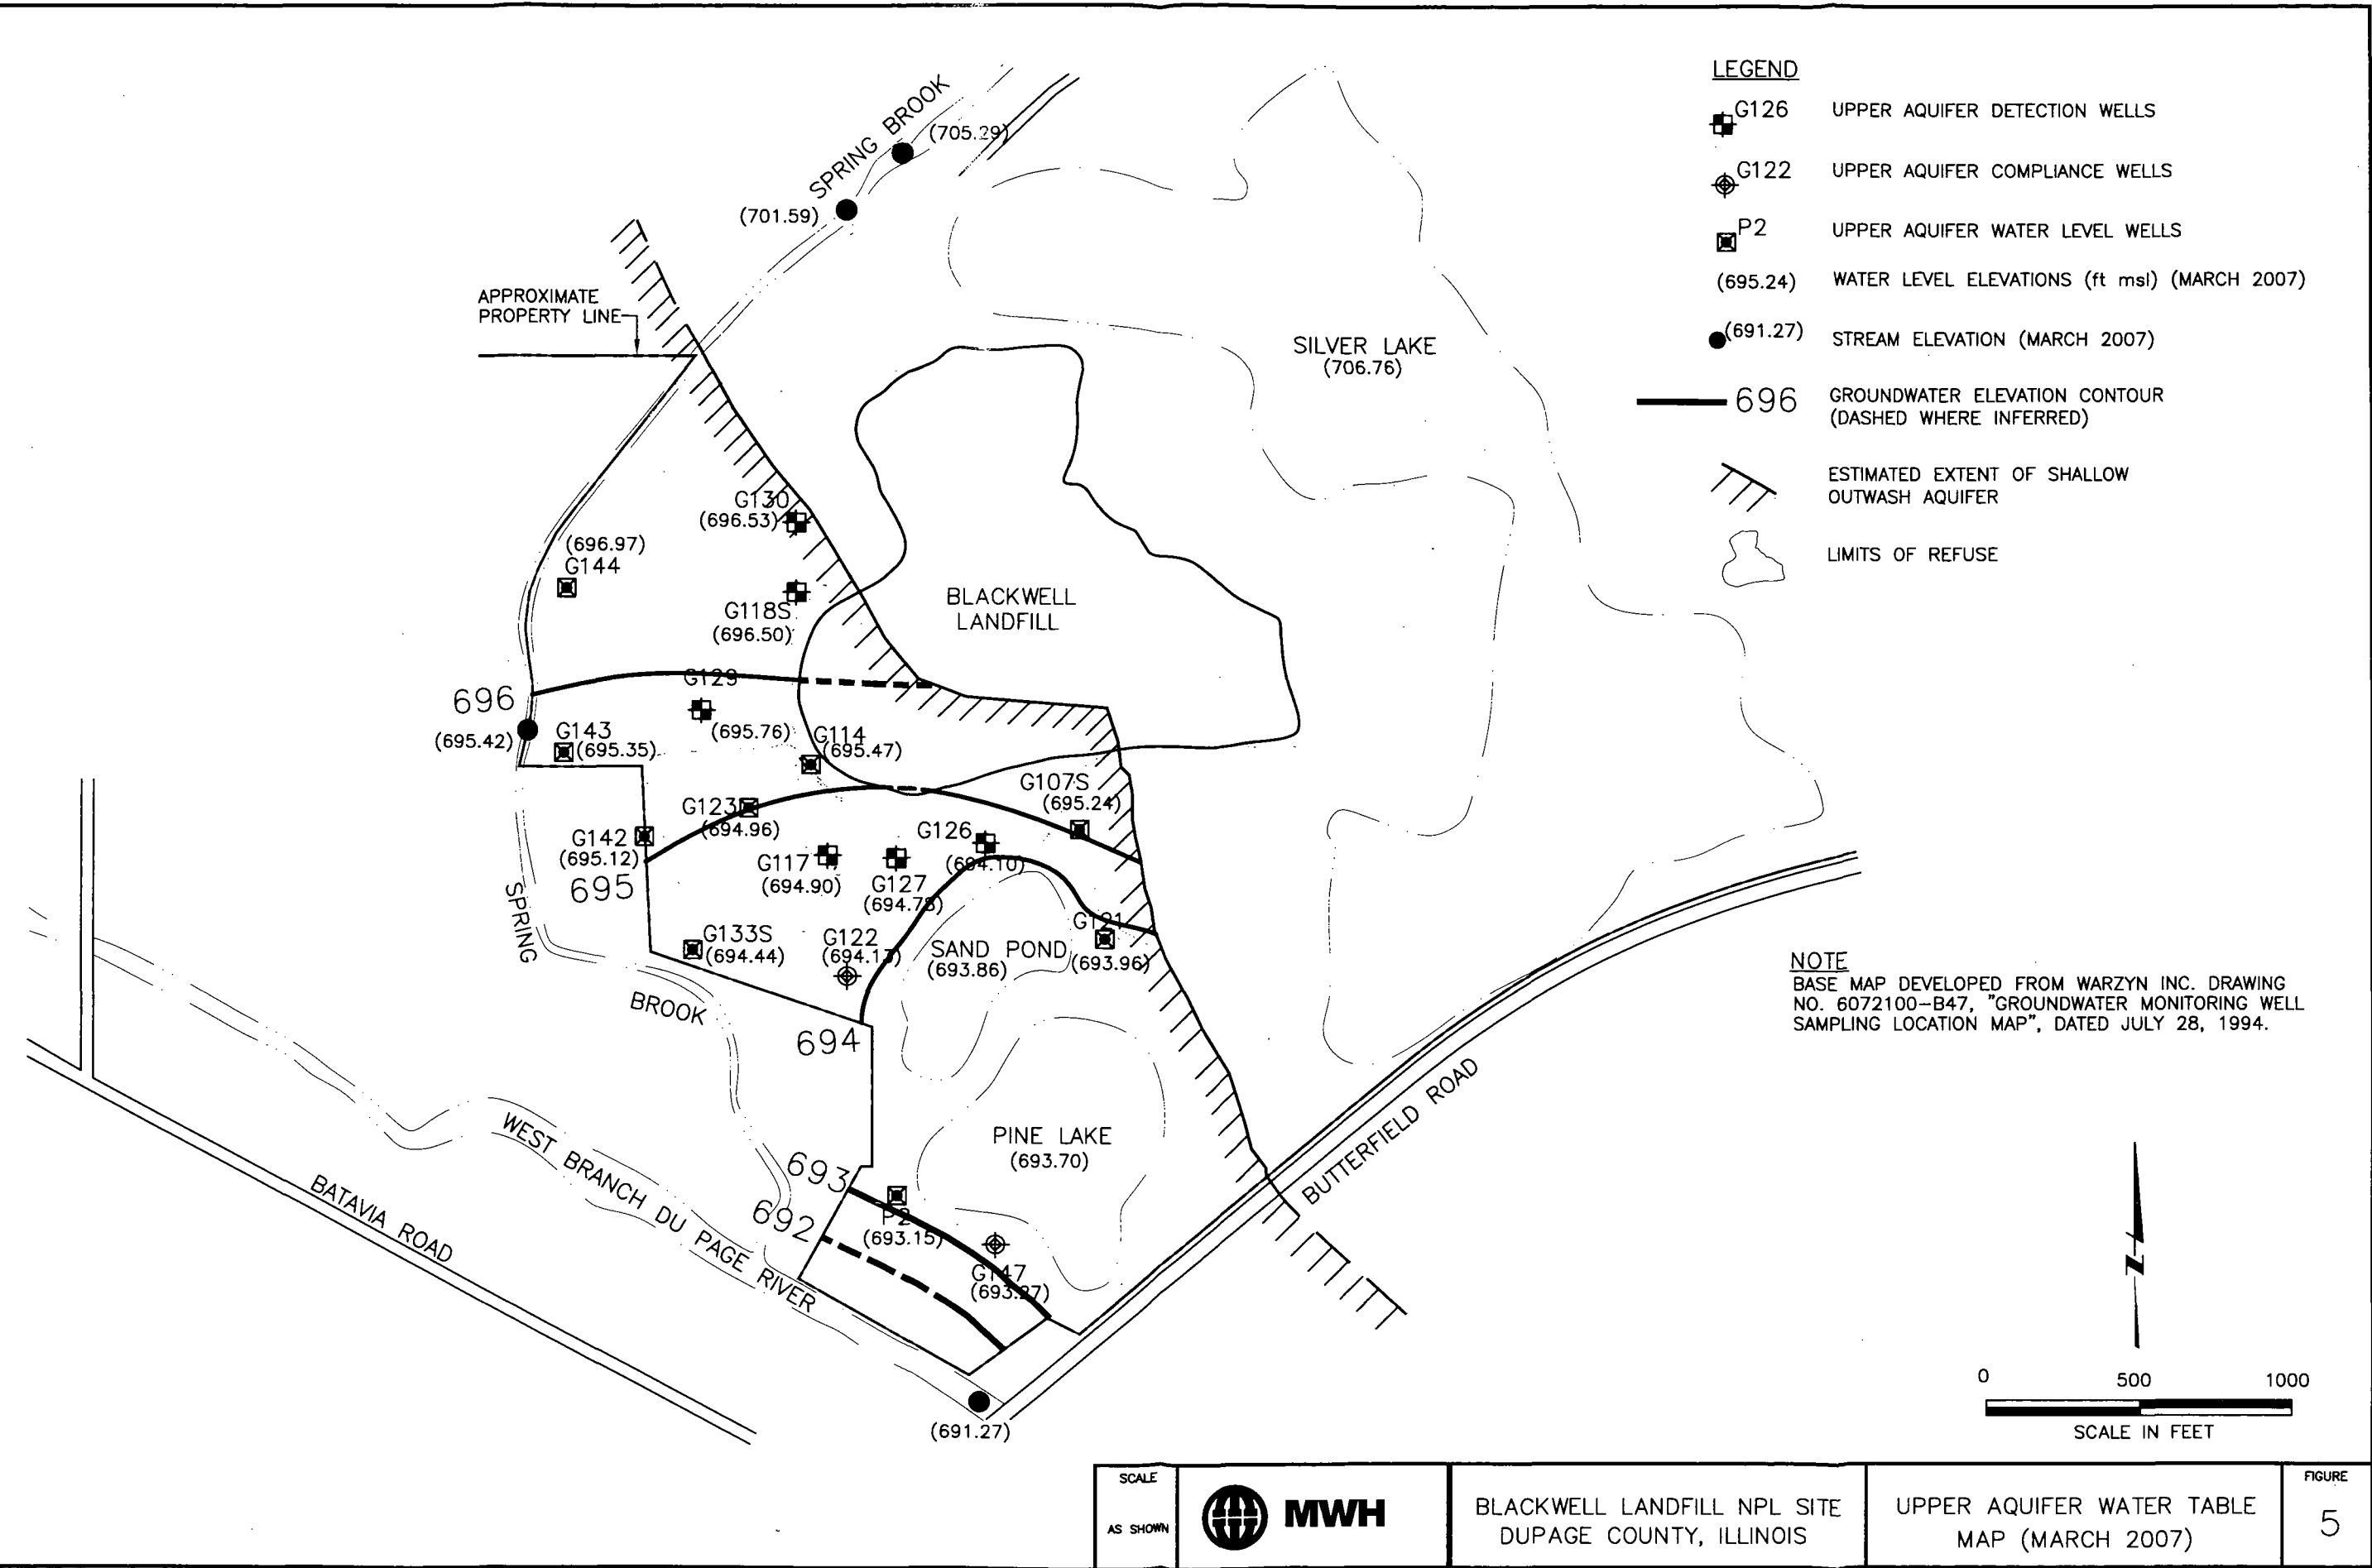 LEGEND
G126 UPPER AQUIFER DETECTION WELLS
G122 UPPER AQUIFER COMPLIANCE WELLS
P2 UPPER AQUIFER WATER LEVEL WELLS
(695.24) WATER LEVEL ELEVATIONS (ft msl) (MARCH 2007)
(691.27) STREAM ELEVATION (MARCH 2007)
696 GROUNDWATER ELEVATION CONTOUR
(DASHED WHERE INFERRED)
ESTIMATED EXTENT OF SHALLOW
OUTWASH AQUIFER
LIMITS OF REFUSE
SPRING BROOK
(705.29)
(701.59)
APPROXIMATE
PROPERTY LINE
SILVER LAKE
(706.76)
G130
(696.53)
(696.97)
G144
G118S
(696.50)
BLACKWELL
LANDFILL
696
G129
(695.76)
(695.42)
G143
(695.35)
G114
(695.47)
G107S
(695.24)
G123
(694.96)
G142
(695.12)
695
G117
(694.90)
G127
(694.78)
G126
(694.10)
SPRING
BROOK
G133S
(694.44)
G122
(694.13)
SAND POND
(693.86)
G121
(693.96)
694
NOTE
BASE MAP DEVELOPED FROM WARZYN INC. DRAWING
NO. 6072100-B47, "GROUNDWATER MONITORING WELL
SAMPLING LOCATION MAP", DATED JULY 28, 1994.
PINE LAKE
(693.70)
BUTTERFIELD ROAD
WEST BRANCH DU PAGE RIVER
BATAVIA ROAD
693
692
P2
(693.15)
G147
(693.27)
(691.27)
N
0 500 1000
SCALE IN FEET
SCALE
AS SHOWN
MWH
BLACKWELL LANDFILL NPL SITE
DUPAGE COUNTY, ILLINOIS
UPPER AQUIFER WATER TABLE
MAP (MARCH 2007)
FIGURE
5